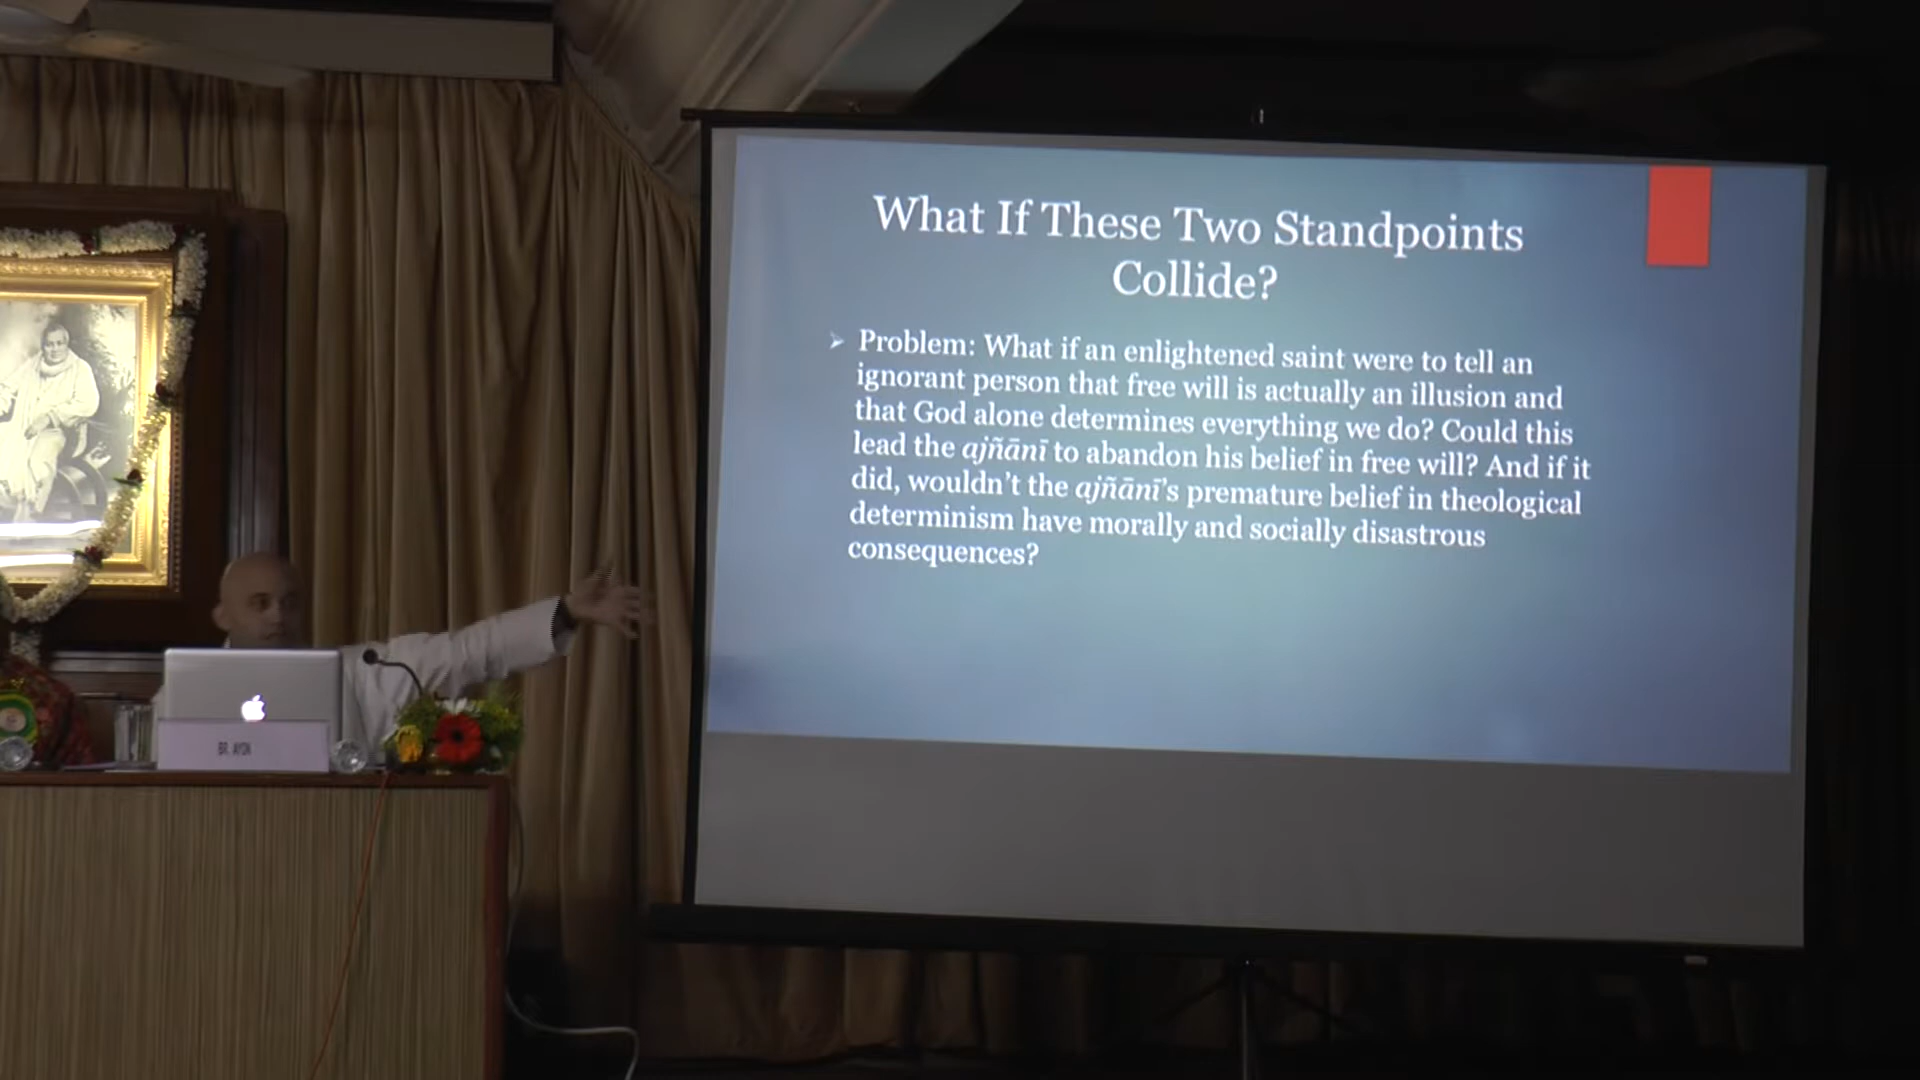 What If These Two Standpoints
Collide?
➢ Problem: What if an enlightened saint were to tell an
ignorant person that free will is actually an illusion and
that God alone determines everything we do? Could this
lead the ajñānī to abandon his belief in free will? And if it
did, wouldn't the ajñānī's premature belief in theological
determinism have morally and socially disastrous
consequences?
BR. AYON